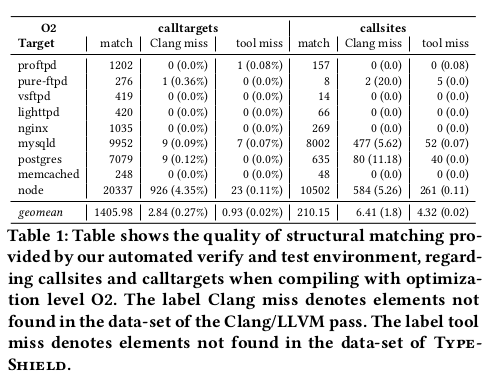 O2 calltargets callsites
Target match Clang miss tool miss match Clang miss tool miss
proftpd 1202 0 (0.0%) 1 (0.08%) 157 0 (0.0) 0 (0.08)
pure-ftpd 276 1 (0.36%) 0 (0.0%) 8 2 (20.0) 5 (0.0)
vsftpd 419 0 (0.0%) 0 (0.0%) 14 0 (0.0) 0 (0.0)
lighttpd 420 0 (0.0%) 0 (0.0%) 66 0 (0.0) 0 (0.0)
nginx 1035 0 (0.0%) 0 (0.0%) 269 0 (0.0) 0 (0.0)
mysqld 9952 9 (0.09%) 7 (0.07%) 8002 477 (5.62) 52 (0.07)
postgres 7079 9 (0.12%) 0 (0.0%) 635 80 (11.18) 40 (0.0)
memcached 248 0 (0.0%) 0 (0.0%) 48 0 (0.0) 0 (0.0)
node 20337 926 (4.35%) 23 (0.11%) 10502 584 (5.26) 261 (0.11)
geomean 1405.98 2.84 (0.27%) 0.93 (0.02%) 210.15 6.41 (1.8) 4.32 (0.02)
Table 1: Table shows the quality of structural matching pro-
vided by our automated verify and test environment, regard-
ing callsites and calltargets when compiling with optimiza-
tion level O2. The label Clang miss denotes elements not
found in the data-set of the Clang/LLVM pass. The label tool
miss denotes elements not found in the data-set of Type-
Shield.